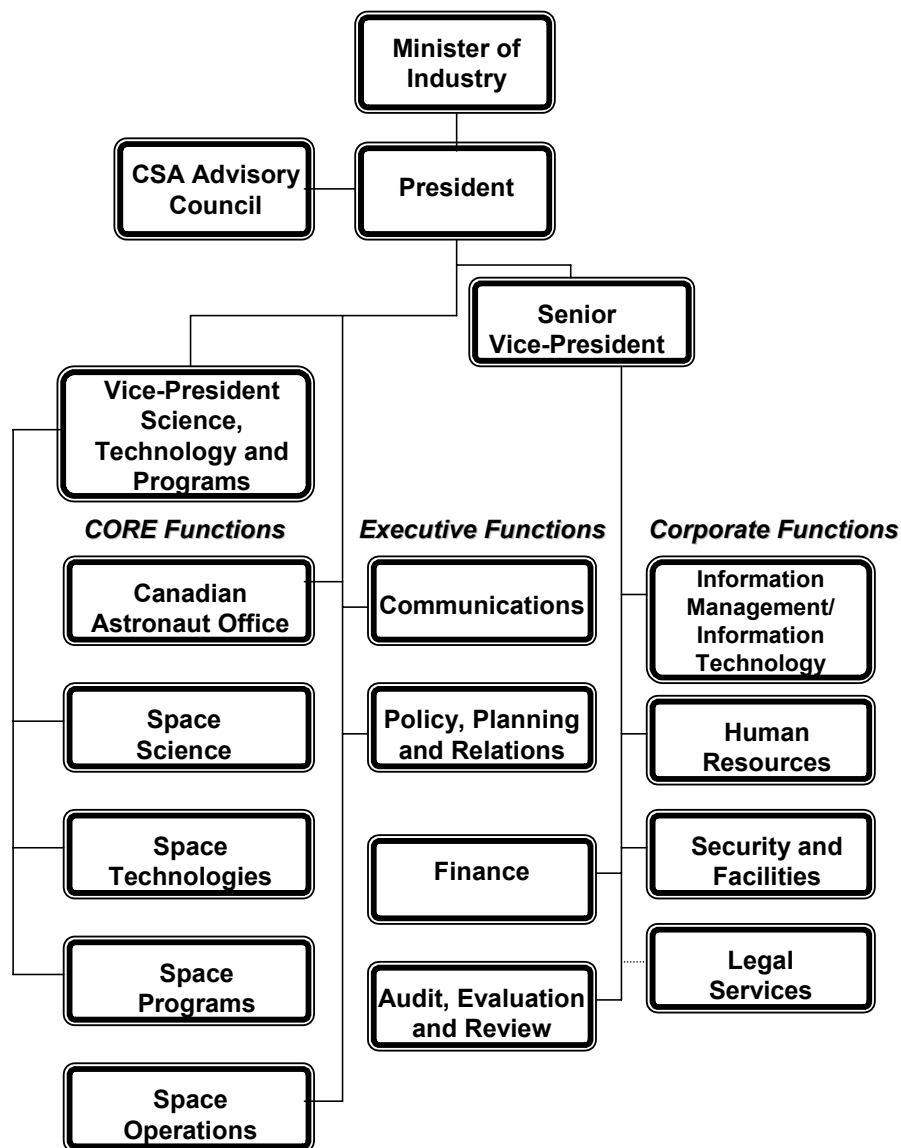 Minister of
Industry
CSA Advisory
Council
President
Senior
Vice-President
Vice-President
Science,
Technology and
Programs
CORE Functions
Executive Functions
Corporate Functions
Canadian
Astronaut Office
Communications
Information
Management/
Information
Technology
Space
Science
Policy, Planning
and Relations
Human
Resources
Space
Technologies
Finance
Security and
Facilities
Space
Programs
Audit, Evaluation
and Review
Legal
Services
Space
Operations